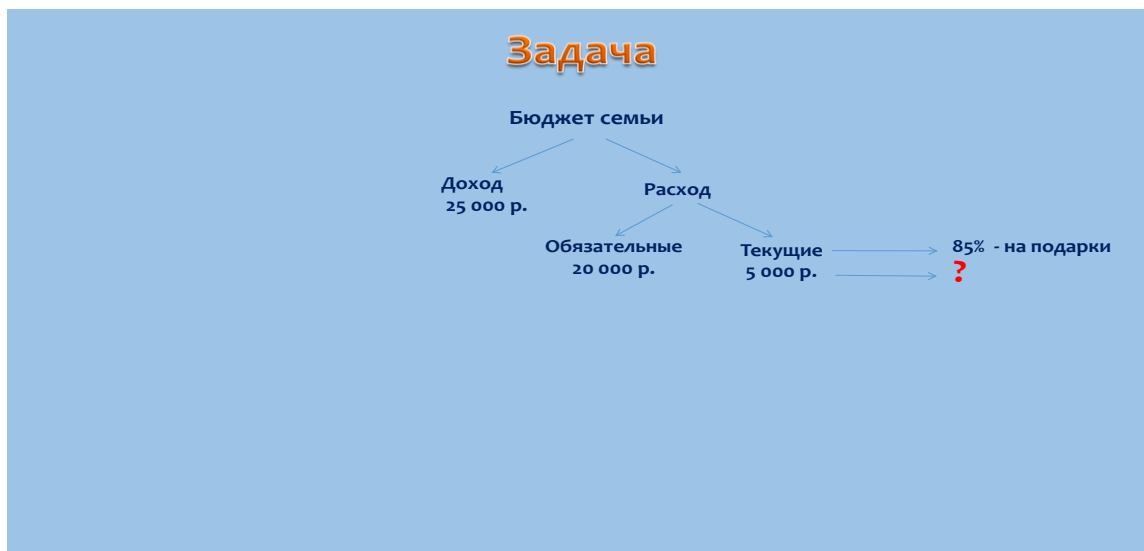 Задача
Бюджет семьи
Доход
25 000 р.
Расход
Обязательные
20 000 р.
Текущие
5 000 р.
85% - на подарки
?